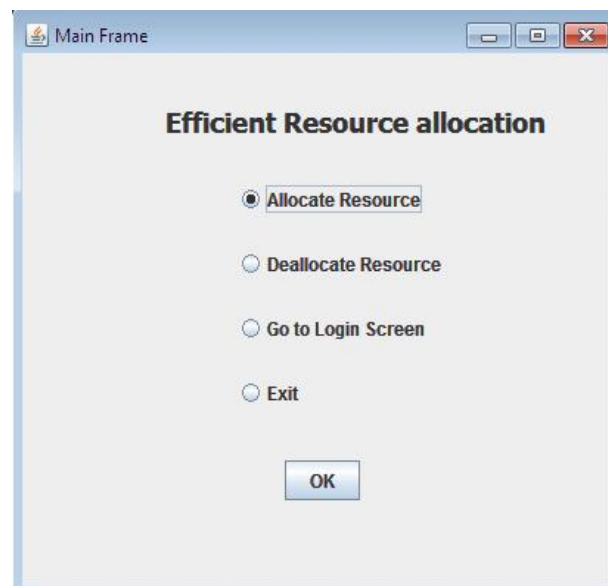 Main Frame
Efficient Resource allocation
Allocate Resource
Deallocate Resource
Go to Login Screen
Exit
OK